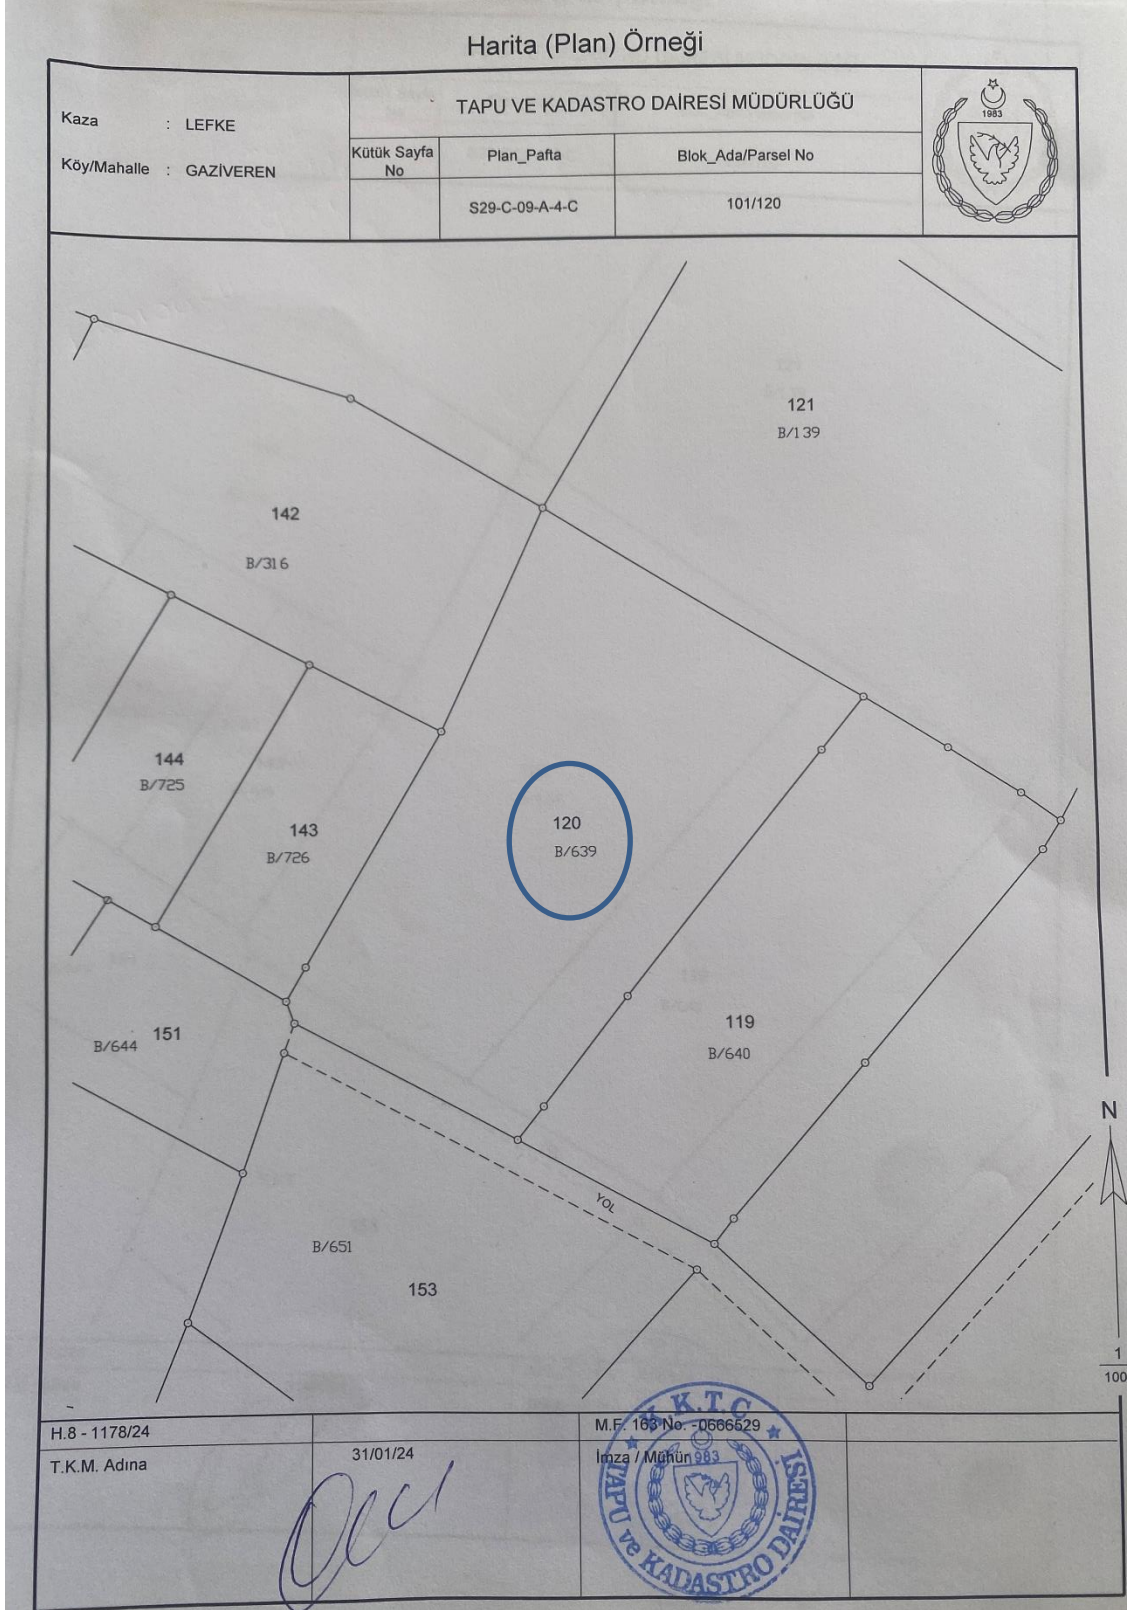 Harita (Plan) Örneği
Kaza : LEFKE
Köy/Mahalle : GAZİVEREN
TAPU VE KADASTRO DAİRESİ MÜDÜRLÜĞÜ
Kütük Sayfa No
Plan_Pafta
Blok_Ada/Parsel No
S29-C-09-A-4-C
101/120
1983
121
B/139
142
B/316
144
B/725
143
B/726
120
B/639
119
B/640
151
B/644
YOL
B/651
153
N
1
100
H.8 - 1178/24
T.K.M. Adına
31/01/24
M.F. 163 No. -0666529
İmza / Mühür
K.K.T.C
1983
TAPU ve KADASTRO DAİRESİ